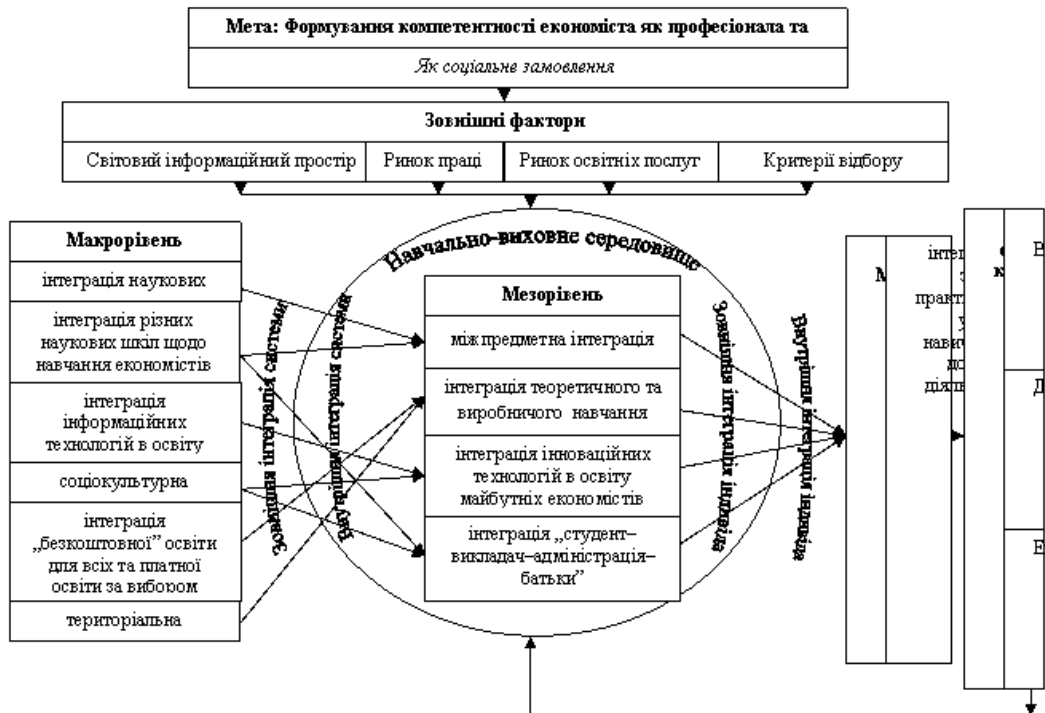 Мета: Формування компетентності економіста як професіонала та
Як соціальне замовлення
Зовнішні фактори
Світовий інформаційний простір
Ринок праці
Ринок освітніх послуг
Критерії відбору
Навчально-виховне середовище
Макрорівень
інтеграція наукових
інтеграція різних
наукових шкіл щодо
навчання економістів
інтеграція
інформаційних
технологій в освіту
соціокультурна
інтеграція
„безкоштовної” освіти
для всіх та платної
освіти за вибором
територіальна
Зовнішня інтеграція системи
Внутрішня інтеграція системи
Мезорівень
між предметна інтеграція
інтеграція теоретичного та
виробничого навчання
інтеграція інноваційних
технологій в освіту
майбутніх економістів
інтеграція „студент–
викладач–адміністрація–
батьки”
Зовнішня інтеграція індивіда
Внутрішня інтеграція індивіда
В
Д
Е